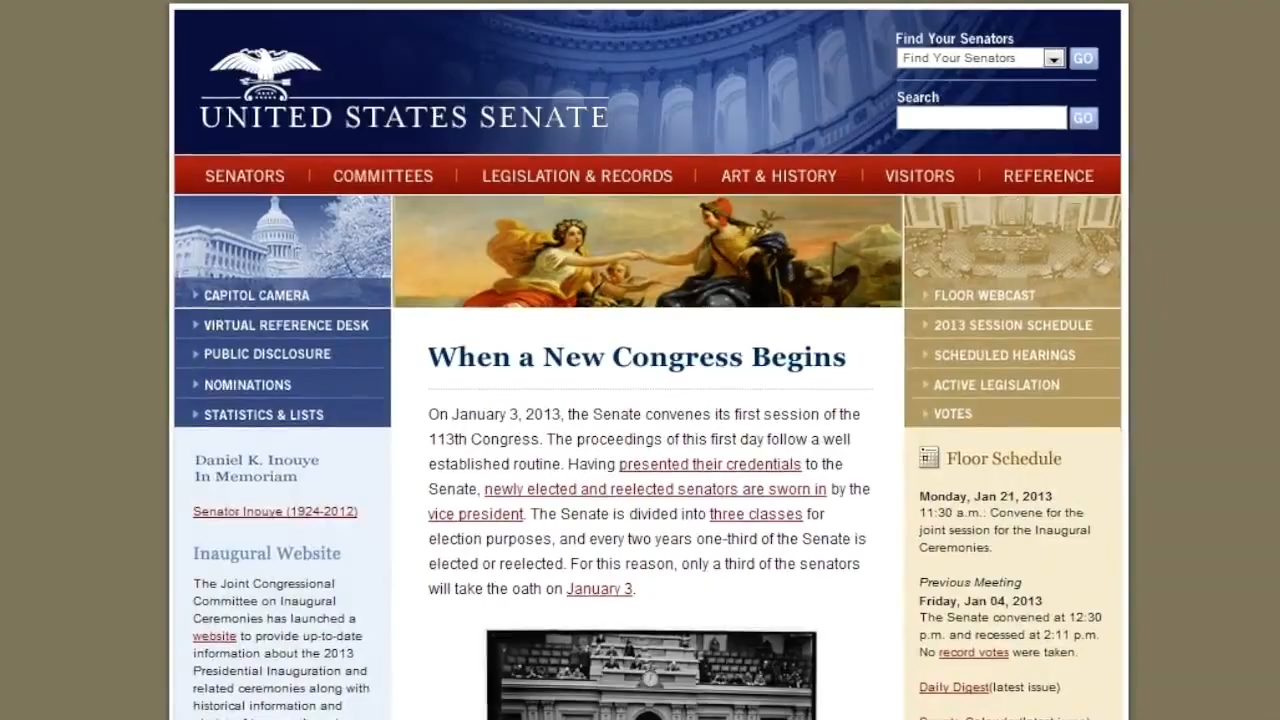 UNITED STATES SENATE
Find Your Senators
Find Your Senators
GO
Search
GO
SENATORS
COMMITTEES
LEGISLATION & RECORDS
ART & HISTORY
VISITORS
REFERENCE
CAPITOL CAMERA
VIRTUAL REFERENCE DESK
PUBLIC DISCLOSURE
NOMINATIONS
STATISTICS & LISTS
Daniel K. Inouye
In Memoriam
Senator Inouye (1924-2012)
Inaugural Website
The Joint Congressional
Committee on Inaugural
Ceremonies has launched a
website to provide up-to-date
information about the 2013
Presidential Inauguration and
related ceremonies along with
historical information and
When a New Congress Begins
On January 3, 2013, the Senate convenes its first session of the
113th Congress. The proceedings of this first day follow a well
established routine. Having presented their credentials to the
Senate, newly elected and reelected senators are sworn in by the
vice president. The Senate is divided into three classes for
election purposes, and every two years one-third of the Senate is
elected or reelected. For this reason, only a third of the senators
will take the oath on January 3.
FLOOR WEBCAST
2013 SESSION SCHEDULE
SCHEDULED HEARINGS
ACTIVE LEGISLATION
VOTES
Floor Schedule
Monday, Jan 21, 2013
11:30 a.m.: Convene for the
joint session for the Inaugural
Ceremonies.
Previous Meeting
Friday, Jan 04, 2013
The Senate convened at 12:30
p.m. and recessed at 2:11 p.m.
No record votes were taken.
Daily Digest(latest issue)